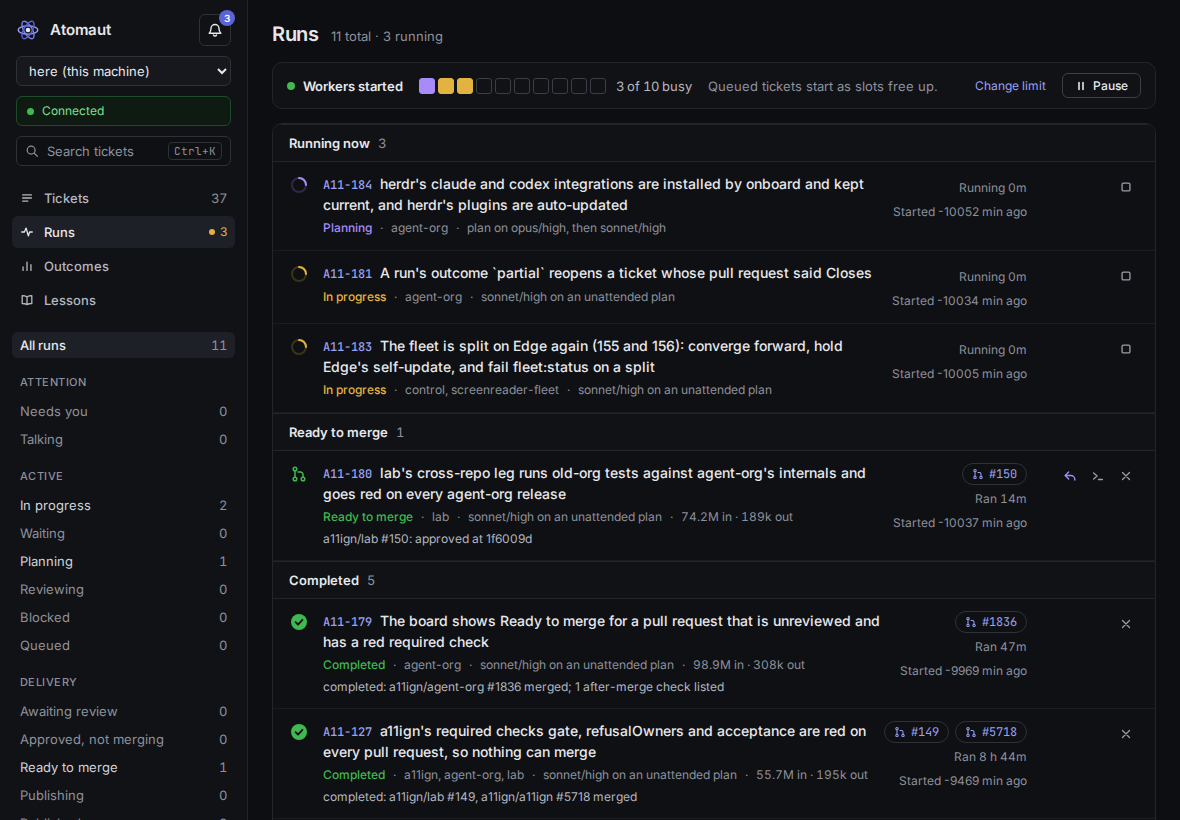 Atomaut
3
here (this machine)
Connected
Search tickets Ctrl+K
Tickets 37
Runs 3
Outcomes
Lessons
All runs 11
ATTENTION
Needs you 0
Talking 0
ACTIVE
In progress 2
Waiting 0
Planning 1
Reviewing 0
Blocked 0
Queued 0
DELIVERY
Awaiting review 0
Approved, not merging 0
Ready to merge 1
Publishing 0
Runs 11 total · 3 running
Workers started 3 of 10 busy Queued tickets start as slots free up. Change limit Pause
Running now 3
A11-184 herdr's claude and codex integrations are installed by onboard and kept
current, and herdr's plugins are auto-updated
Planning · agent-org · plan on opus/high, then sonnet/high
Running 0m
Started -10052 min ago
A11-181 A run's outcome `partial` reopens a ticket whose pull request said Closes
In progress · agent-org · sonnet/high on an unattended plan
Running 0m
Started -10034 min ago
A11-183 The fleet is split on Edge again (155 and 156): converge forward, hold
Edge's self-update, and fail fleet:status on a split
In progress · control, screenreader-fleet · sonnet/high on an unattended plan
Running 0m
Started -10005 min ago
Ready to merge 1
A11-180 lab's cross-repo leg runs old-org tests against agent-org's internals and
goes red on every agent-org release
Ready to merge · lab · sonnet/high on an unattended plan · 74.2M in · 189k out
a11ign/lab #150: approved at 1f6009d
#150
Ran 14m
Started -10037 min ago
Completed 5
A11-179 The board shows Ready to merge for a pull request that is unreviewed and
has a red required check
Completed · agent-org · sonnet/high on an unattended plan · 98.9M in · 308k out
completed: a11ign/agent-org #1836 merged; 1 after-merge check listed
#1836
Ran 47m
Started -9969 min ago
A11-127 a11ign's required checks gate, refusalOwners and acceptance are red on
every pull request, so nothing can merge
Completed · a11ign, agent-org, lab · sonnet/high on an unattended plan · 55.7M in · 195k out
completed: a11ign/lab #149, a11ign/a11ign #5718 merged
#149 #5718
Ran 8 h 44m
Started -9469 min ago